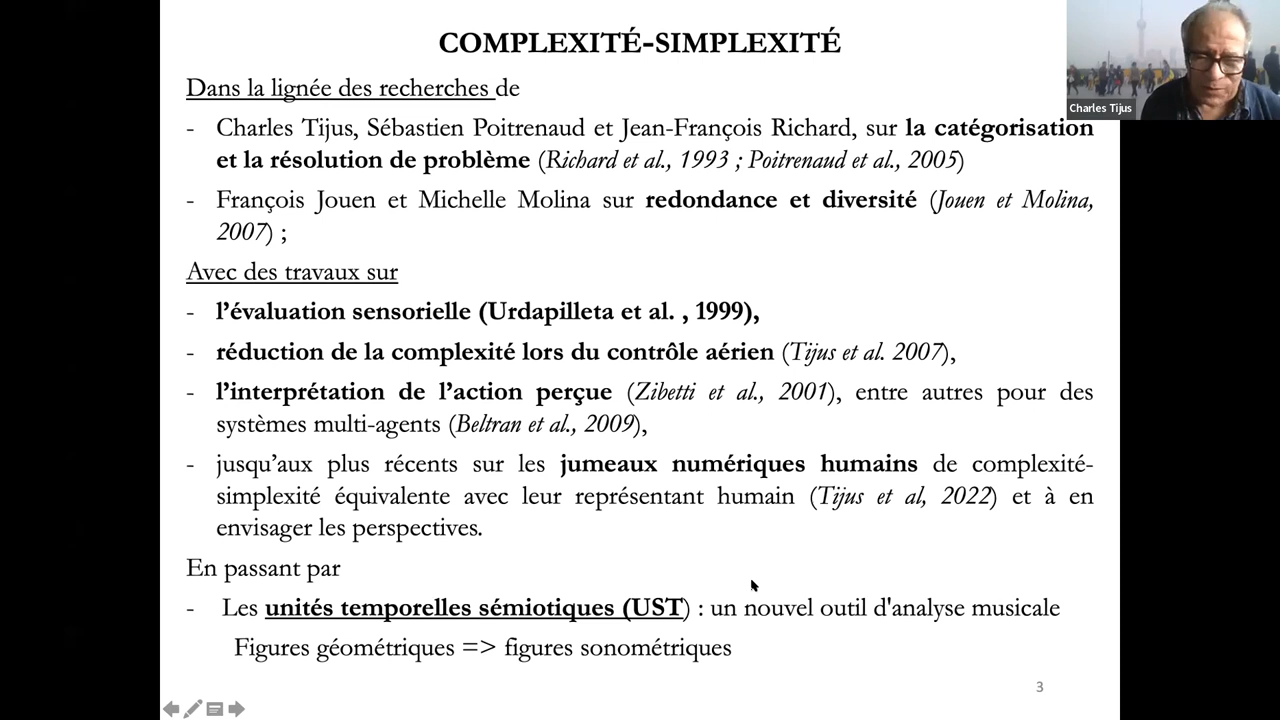 COMPLEXITÉ-SIMPLEXITÉ
Charles Tijus
Dans la lignée des recherches de
- Charles Tijus, Sébastien Poitrenaud et Jean-François Richard, sur la catégorisation
et la résolution de problème (Richard et al., 1993 ; Poitrenaud et al., 2005)
- François Jouen et Michelle Molina sur redondance et diversité (Jouen et Molina,
2007) ;
Avec des travaux sur
- l’évaluation sensorielle (Urdapilleta et al. , 1999),
- réduction de la complexité lors du contrôle aérien (Tijus et al. 2007),
- l’interprétation de l’action perçue (Zibetti et al., 2001), entre autres pour des
systèmes multi-agents (Beltran et al., 2009),
- jusqu’aux plus récents sur les jumeaux numériques humains de complexité-
simplexité équivalente avec leur représentant humain (Tijus et al, 2022) et à en
envisager les perspectives.
En passant par
- Les unités temporelles sémiotiques (UST) : un nouvel outil d'analyse musicale
Figures géométriques => figures sonométriques
3